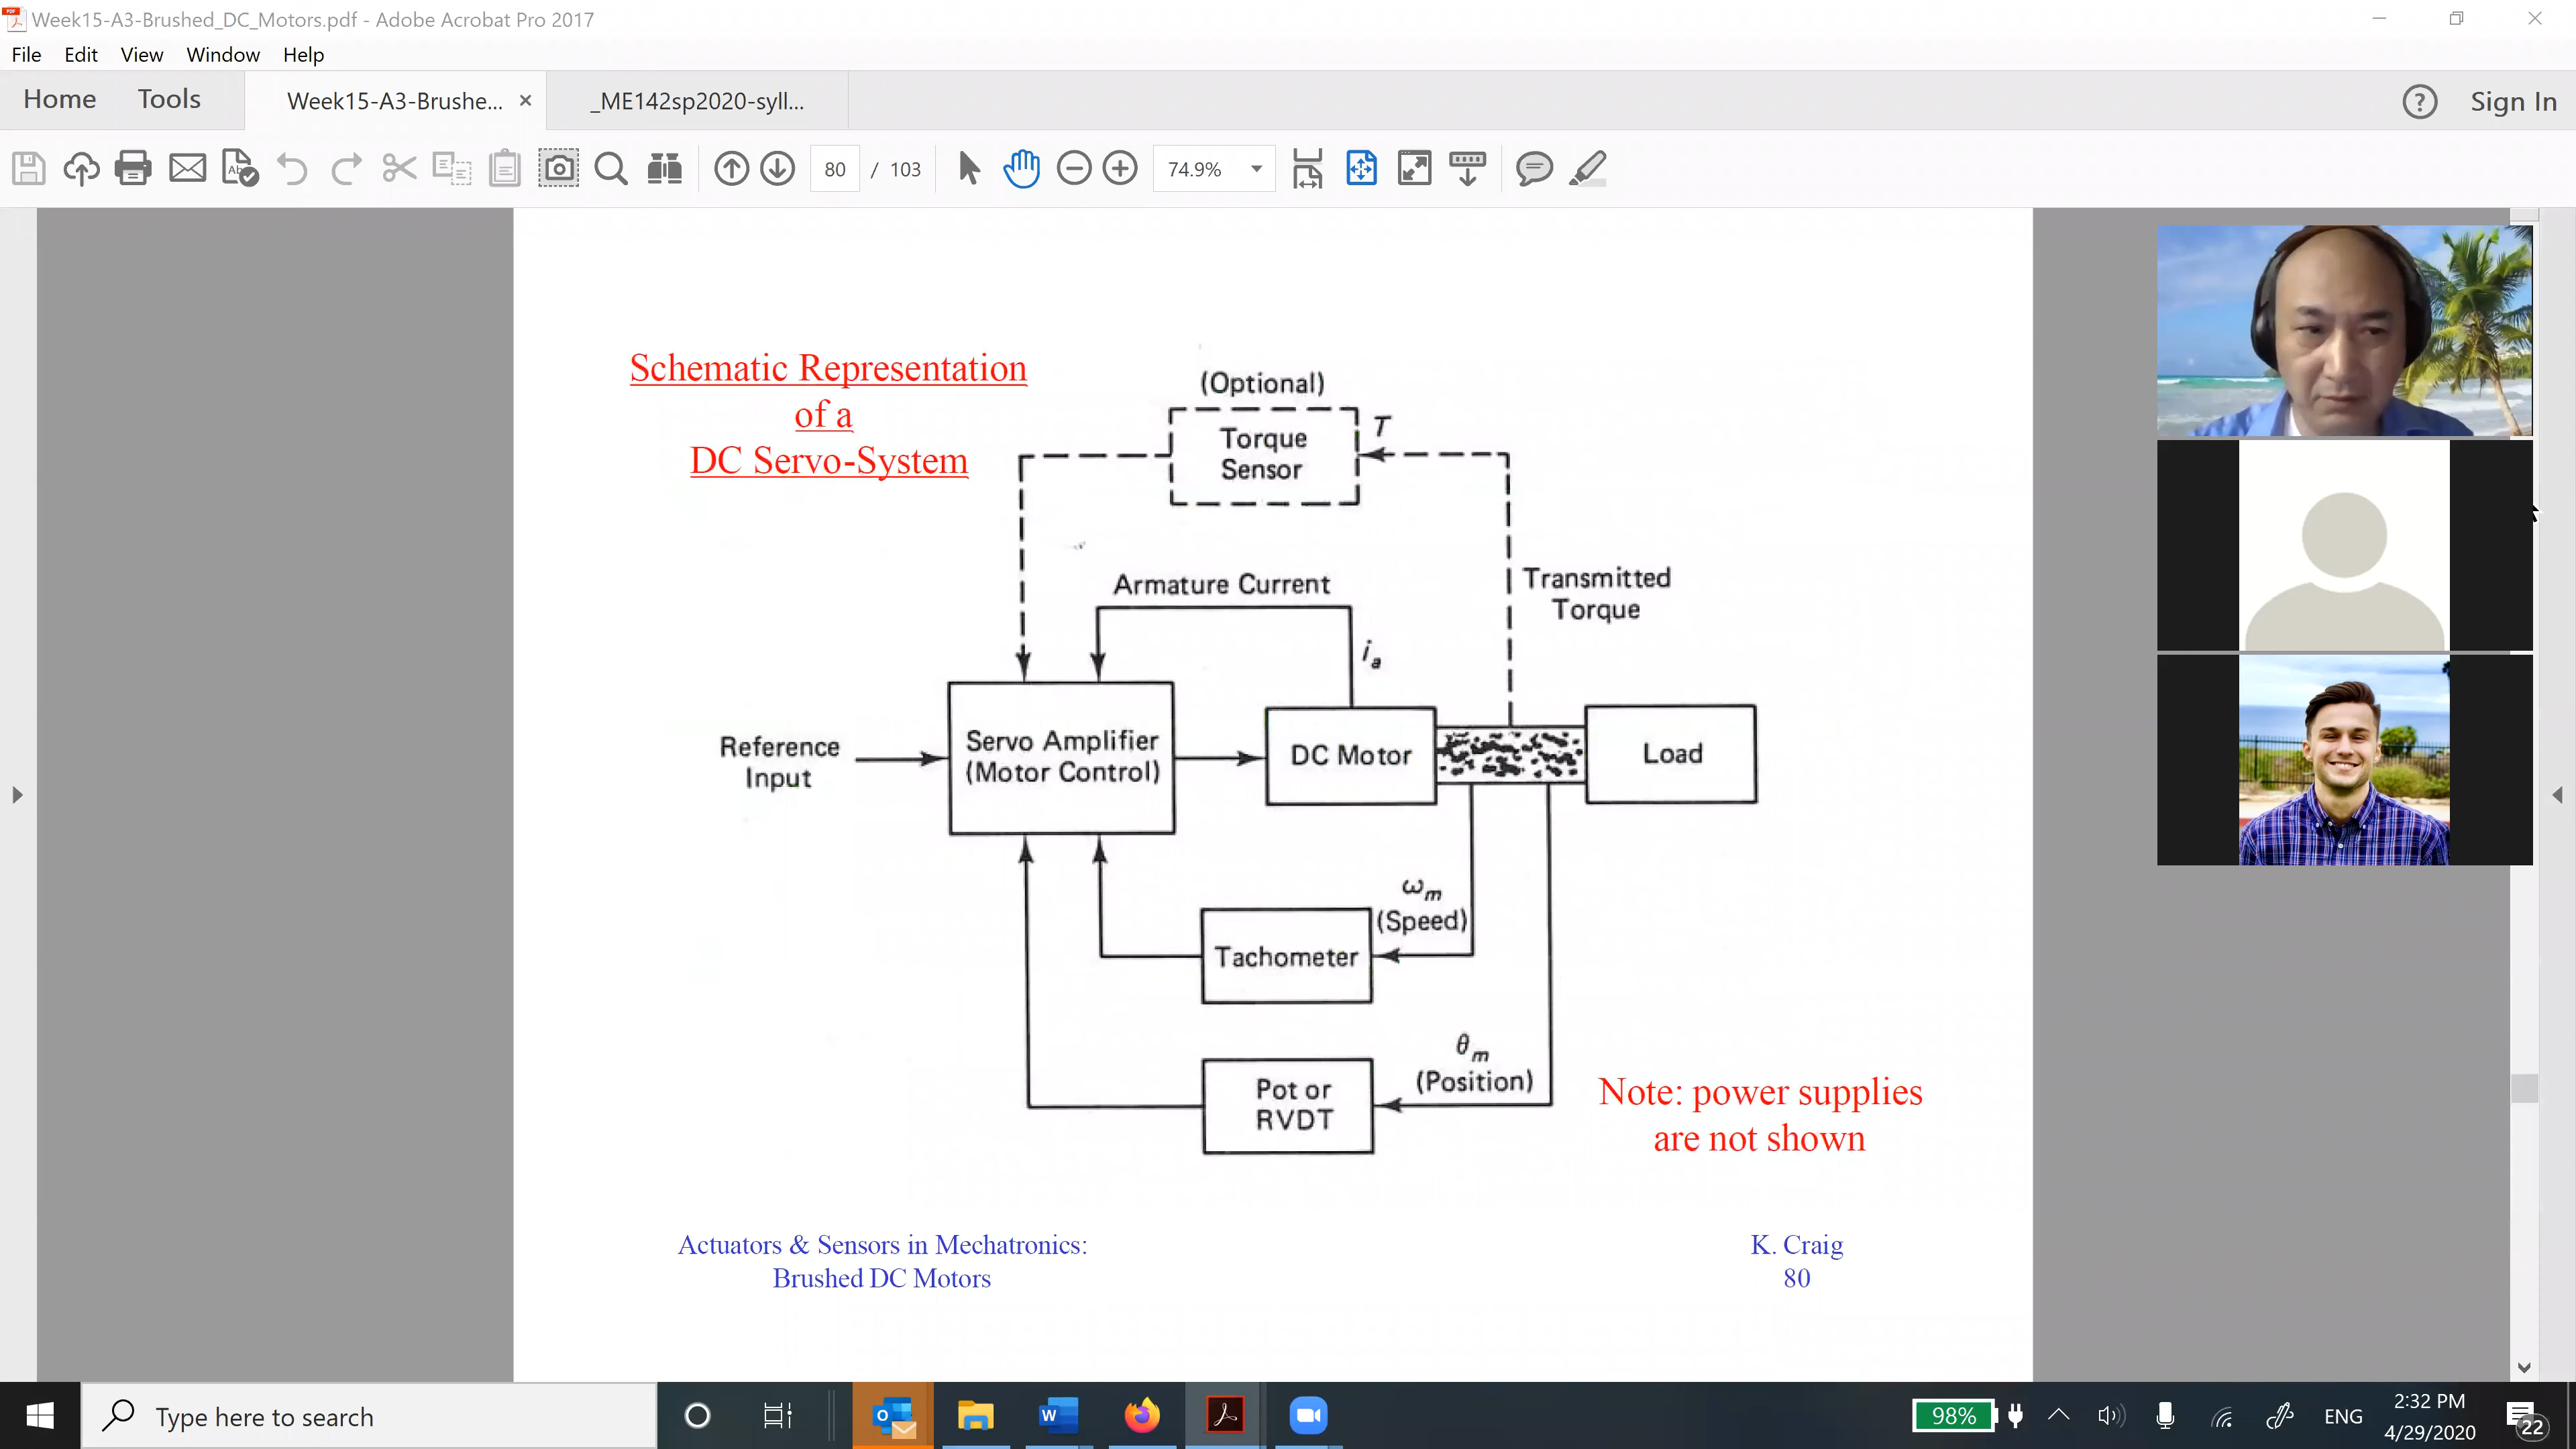 Week15-A3-Brushed_DC_Motors.pdf - Adobe Acrobat Pro 2017
File Edit View Window Help
Home Tools Week15-A3-Brushe... × _ME142sp2020-syll... Sign In
80 / 103 74.9%
Schematic Representation
of a
DC Servo-System
(Optional)
Torque
Sensor
T
Armature Current
Transmitted
Torque
ia
Reference
Input
Servo Amplifier
(Motor Control)
DC Motor
Load
ωm
(Speed)
Tachometer
θm
(Position)
Pot or
RVDT
Note: power supplies
are not shown
Actuators & Sensors in Mechatronics:
Brushed DC Motors
K. Craig
80
Type here to search
98%
ENG
2:32 PM
4/29/2020
22